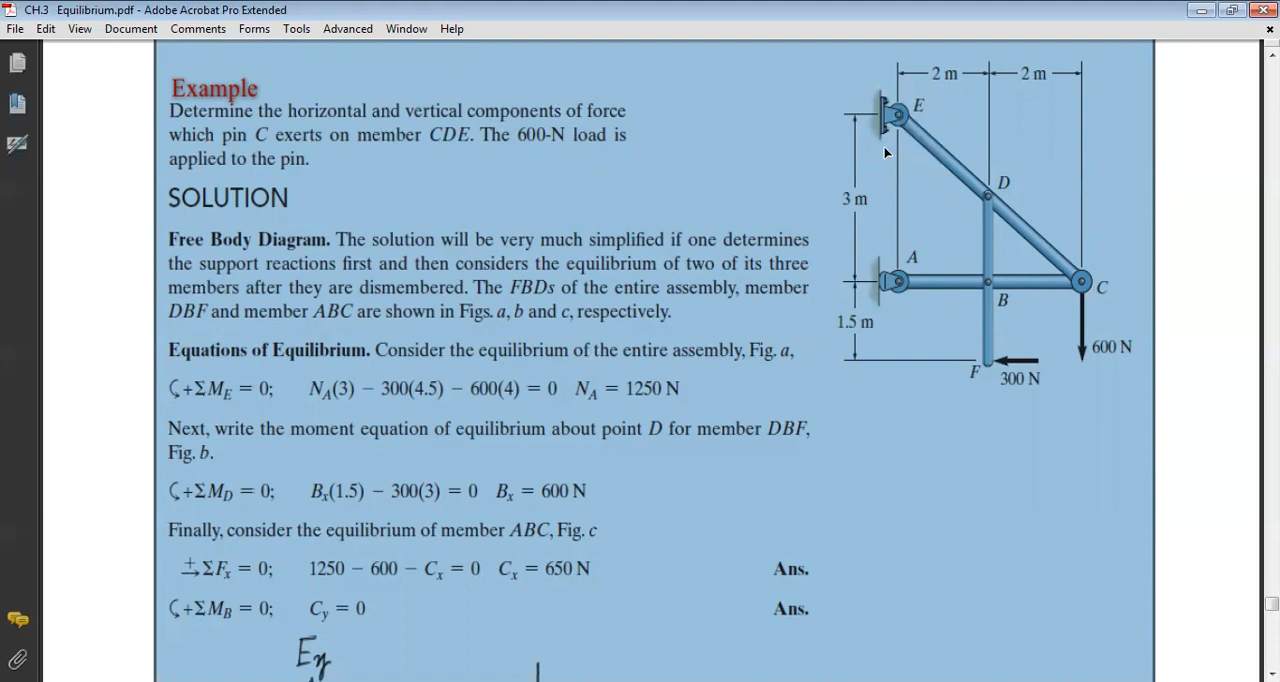 CH.3 Equilibrium.pdf - Adobe Acrobat Pro Extended
File Edit View Document Comments Forms Tools Advanced Window Help
Example
Determine the horizontal and vertical components of force
which pin C exerts on member CDE. The 600-N load is
applied to the pin.
SOLUTION
Free Body Diagram. The solution will be very much simplified if one determines
the support reactions first and then considers the equilibrium of two of its three
members after they are dismembered. The FBDs of the entire assembly, member
DBF and member ABC are shown in Figs. a, b and c, respectively.
Equations of Equilibrium. Consider the equilibrium of the entire assembly, Fig. a,
↺+ΣM_E = 0; N_A(3) − 300(4.5) − 600(4) = 0 N_A = 1250 N
Next, write the moment equation of equilibrium about point D for member DBF,
Fig. b.
↺+ΣM_D = 0; B_x(1.5) − 300(3) = 0 B_x = 600 N
Finally, consider the equilibrium of member ABC, Fig. c
→+ ΣF_x = 0; 1250 − 600 − C_x = 0 C_x = 650 N Ans.
↺+ΣM_B = 0; C_y = 0 Ans.
E_y
2 m 2 m
E
D
3 m
A
B
C
1.5 m
600 N
F
300 N